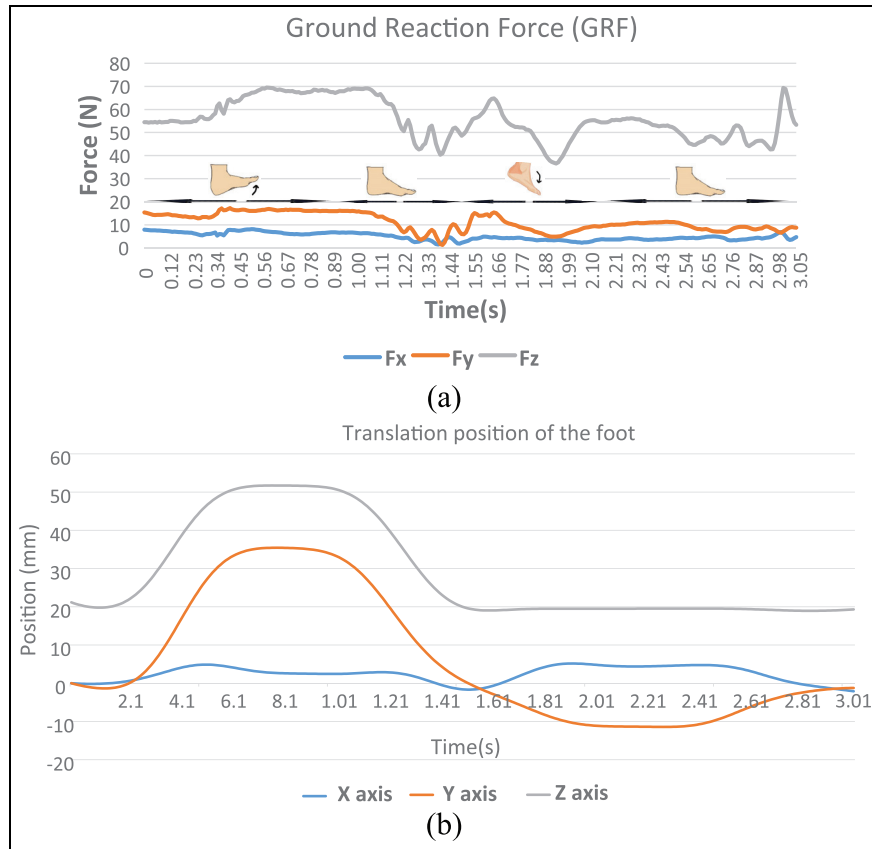 Ground Reaction Force (GRF)
80
70
60
50
40
30
20
10
0
Force (N)
0 0.12 0.23 0.34 0.45 0.56 0.67 0.78 0.89 1.00 1.12 1.23 1.34 1.44 1.55 1.66 1.77 1.88 1.99 2.10 2.21 2.32 2.43 2.54 2.65 2.76 2.87 2.98 3.05
Time(s)
Fx Fy Fz
(a)
Translation position of the foot
60
50
40
30
20
10
0
-10
-20
Position (mm)
2.1 4.1 6.1 8.1 1.01 1.21 1.41 1.61 1.81 2.01 2.21 2.41 2.61 2.81 3.01
Time(s)
X axis Y axis Z axis
(b)